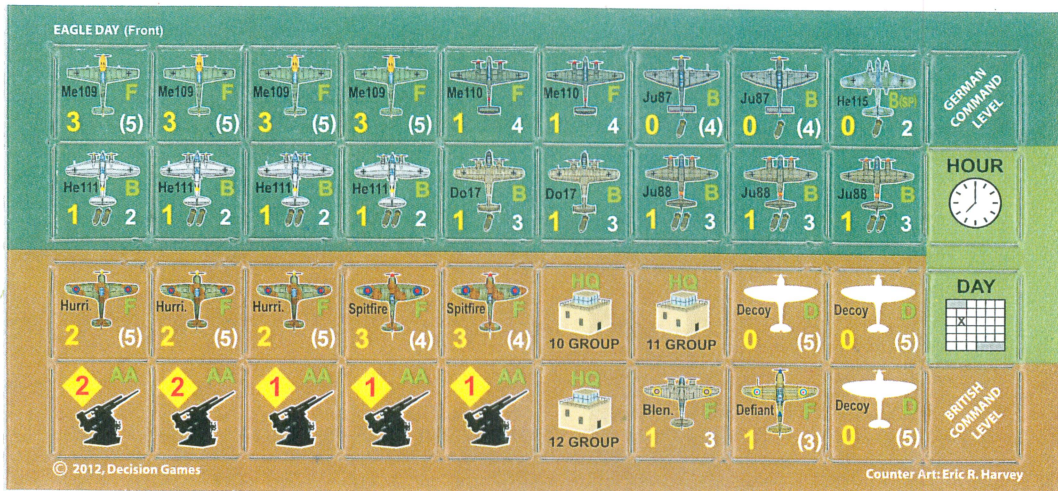 EAGLE DAY (Front)
Me109 F
3 (5)
Me109 F
3 (5)
Me109 F
3 (5)
Me109 F
3 (5)
Me110 F
1 4
Me110 F
1 4
Ju87 B
0 (4)
Ju87 B
0 (4)
He115 B(SP)
0 2
GERMAN
COMMAND
LEVEL
He111 B
1 2
He111 B
1 2
He111 B
1 2
He111 B
1 2
Do17 B
1 3
Do17 B
1 3
Ju88 B
1 3
Ju88 B
1 3
Ju88 B
1 3
HOUR
Hurri. F
2 (5)
Hurri. F
2 (5)
Hurri. F
2 (5)
Spitfire F
3 (4)
Spitfire F
3 (4)
HQ
10 GROUP
HQ
11 GROUP
Decoy D
0 (5)
Decoy D
0 (5)
DAY
X
2 AA
2 AA
1 AA
1 AA
1 AA
HQ
12 GROUP
Blen. F
1 3
Defiant F
1 (3)
Decoy D
0 (5)
BRITISH
COMMAND
LEVEL
© 2012, Decision Games
Counter Art: Eric R. Harvey